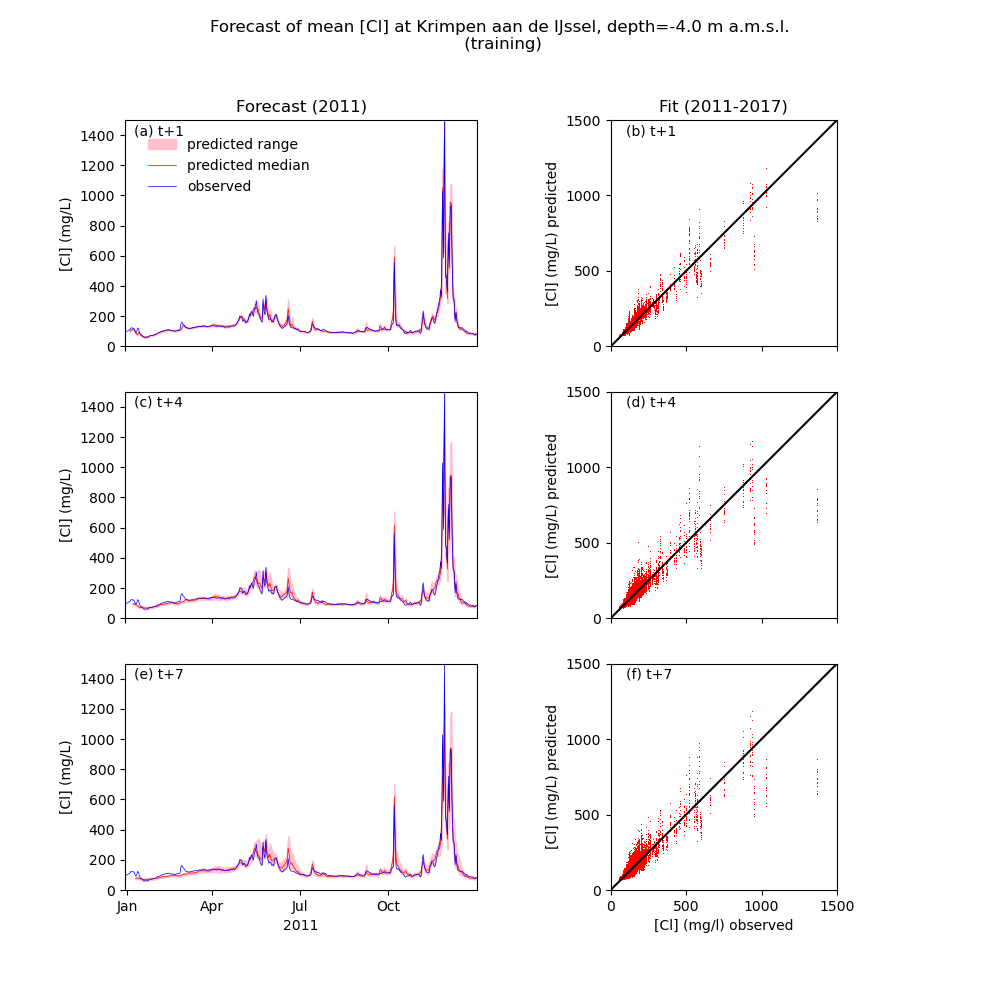 Forecast of mean [Cl] at Krimpen aan de IJssel, depth=-4.0 m a.m.s.l.
(training)
Forecast (2011)
(a) t+1
predicted range
predicted median
observed
[Cl] (mg/L)
1400
1200
1000
800
600
400
200
0
Fit (2011-2017)
(b) t+1
[Cl] (mg/L) predicted
1500
1000
500
0
(c) t+4
[Cl] (mg/L)
1400
1200
1000
800
600
400
200
0
(d) t+4
[Cl] (mg/L) predicted
1500
1000
500
0
(e) t+7
[Cl] (mg/L)
1400
1200
1000
800
600
400
200
0
Jan Apr Jul Oct
2011
(f) t+7
[Cl] (mg/L) predicted
1500
1000
500
0
0 500 1000 1500
[Cl] (mg/l) observed